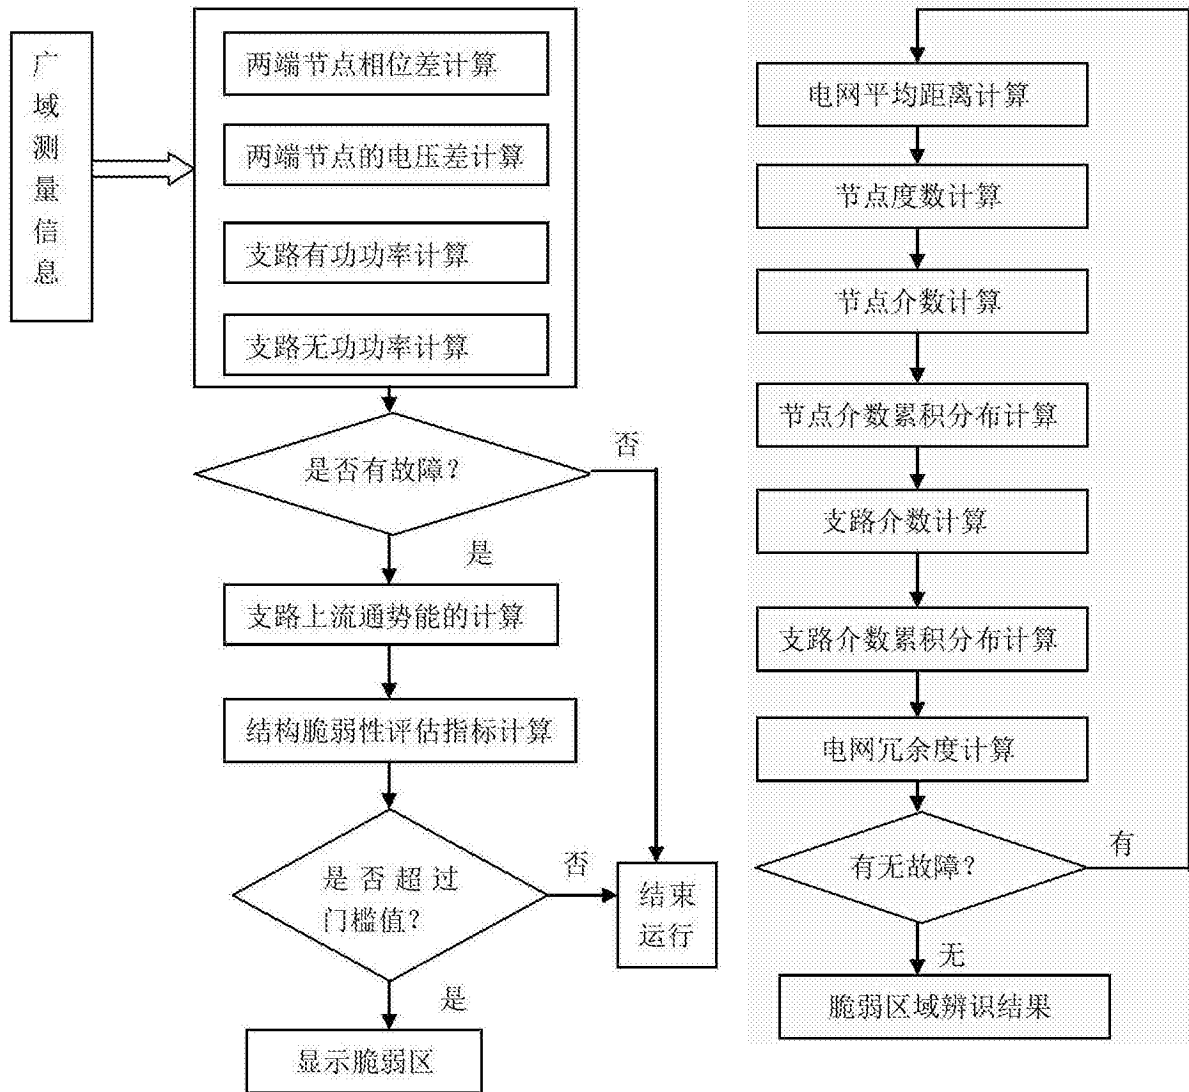 广域测量信息
两端节点相位差计算
两端节点的电压差计算
支路有功功率计算
支路无功功率计算
是否有故障?
否
是
支路上流通势能的计算
结构脆弱性评估指标计算
是否超过
门槛值?
否
结束
运行
是
显示脆弱区
电网平均距离计算
节点度数计算
节点介数计算
节点介数累积分布计算
支路介数计算
支路介数累积分布计算
电网冗余度计算
有无故障?
有
无
脆弱区域辨识结果